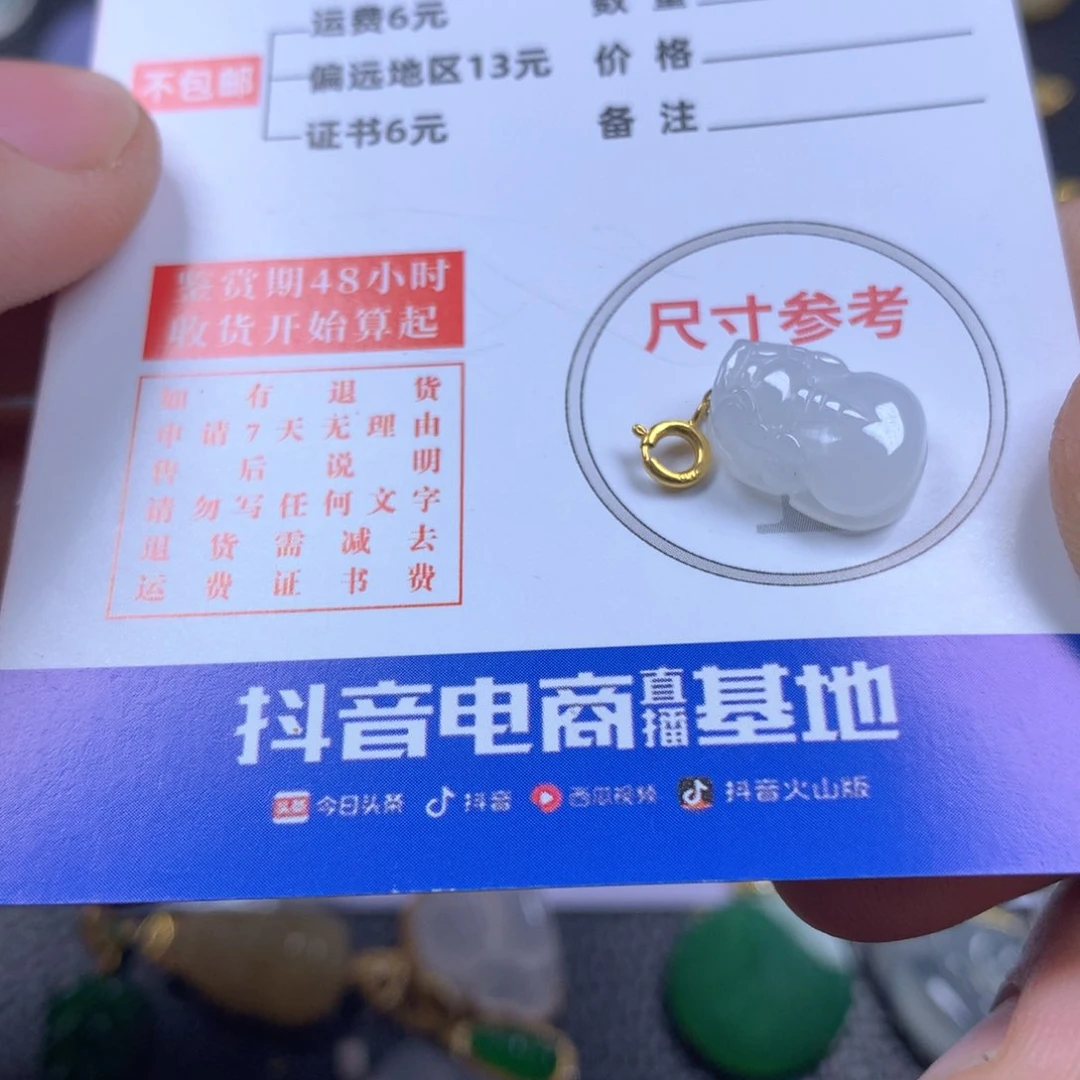 运费6元
数量
不包邮
偏远地区13元
价格
证书6元
备注
鉴赏期48小时
收货开始算起
尺寸参考
如有退货
申请7天无理由
售后说明
请勿写任何文字
退货需减去
运费证书费
抖音电商直播基地
头条 今日头条 抖音 西瓜视频 抖音火山版